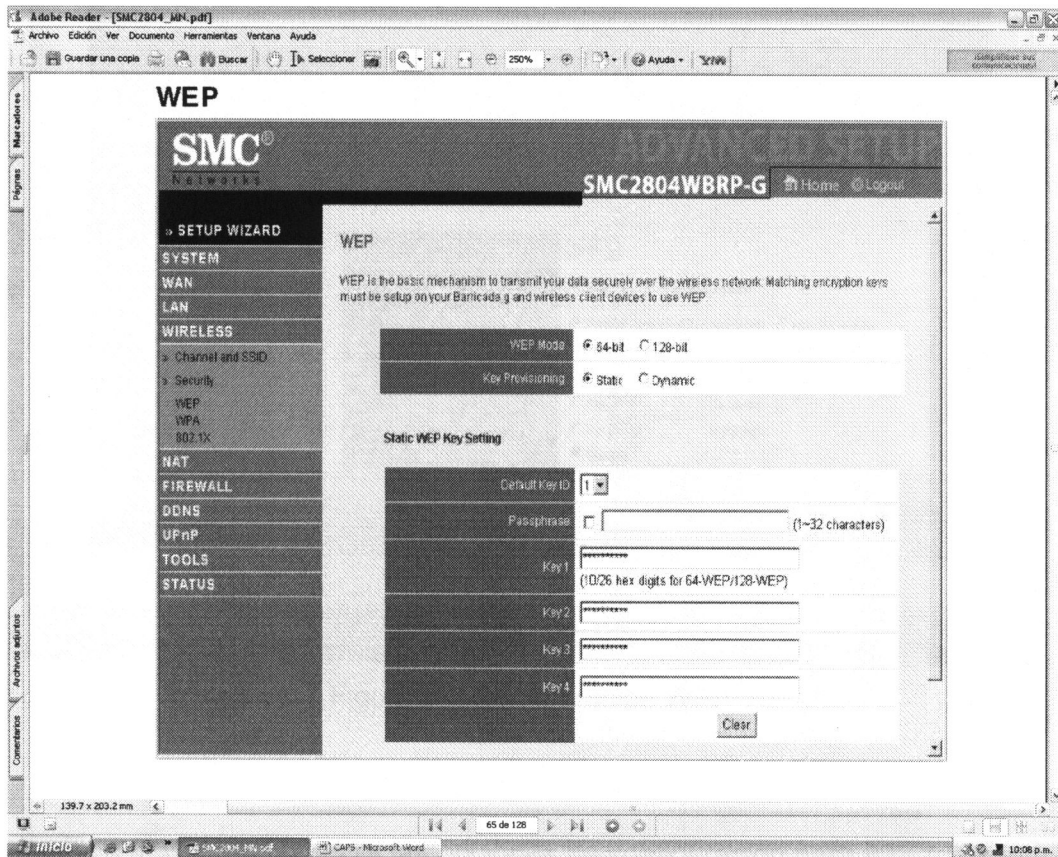 Adobe Reader - [SMC2804_MN.pdf]
Archivo Edición Ver Documento Herramientas Ventana Ayuda
Guardar una copia Buscar Seleccionar 250% Ayuda
Marcadores
Páginas
Archivos adjuntos
Comentarios
WEP
SMC®
Networks
ADVANCED SETUP
SMC2804WBRP-G Home Logout
» SETUP WIZARD
SYSTEM
WAN
LAN
WIRELESS
» Channel and SSID
» Security
WEP
WPA
802.1X
NAT
FIREWALL
DDNS
UPnP
TOOLS
STATUS
WEP
WEP is the basic mechanism to transmit your data securely over the wireless network. Matching encryption keys
must be setup on your Barricade g and wireless client devices to use WEP.
WEP Mode 64-bit 128-bit
Key Provisioning Static Dynamic
Static WEP Key Setting
Default Key ID 1
Passphrase (1~32 characters)
Key 1 **********
(10/26 hex digits for 64-WEP/128-WEP)
Key 2 **********
Key 3 **********
Key 4 **********
Clear
139.7 x 203.2 mm
65 de 128
Inicio SMC2804_MN.pdf CAPS - Microsoft Word 10:08 p.m.